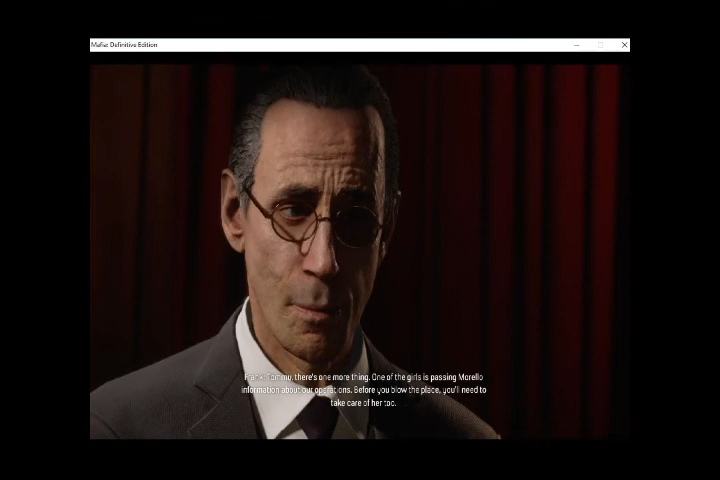 Mafia: Definitive Edition
Frank: Tommy, there's one more thing. One of the girls is passing Morello
information about our operations. Before you blow the place, you'll need to
take care of her too.